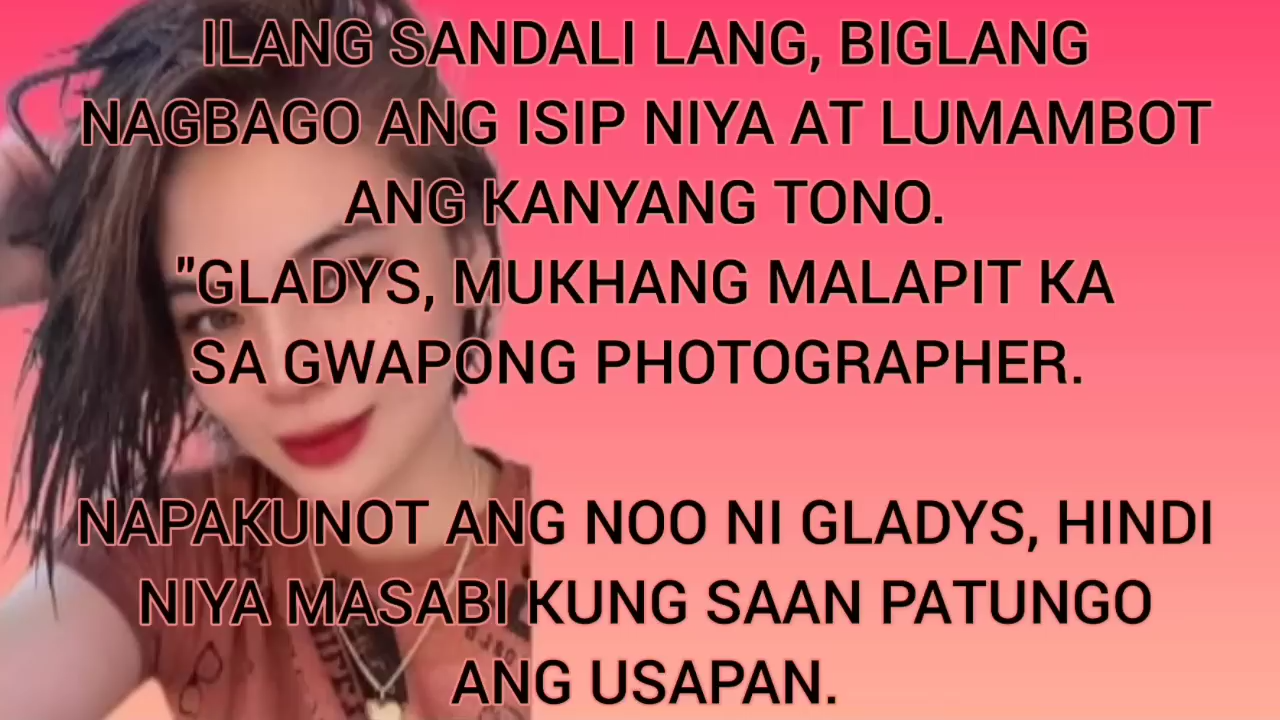 ILANG SANDALI LANG, BIGLANG
NAGBAGO ANG ISIP NIYA AT LUMAMBOT
ANG KANYANG TONO.
"GLADYS, MUKHANG MALAPIT KA
SA GWAPONG PHOTOGRAPHER.
NAPAKUNOT ANG NOO NI GLADYS, HINDI
NIYA MASABI KUNG SAAN PATUNGO
ANG USAPAN.